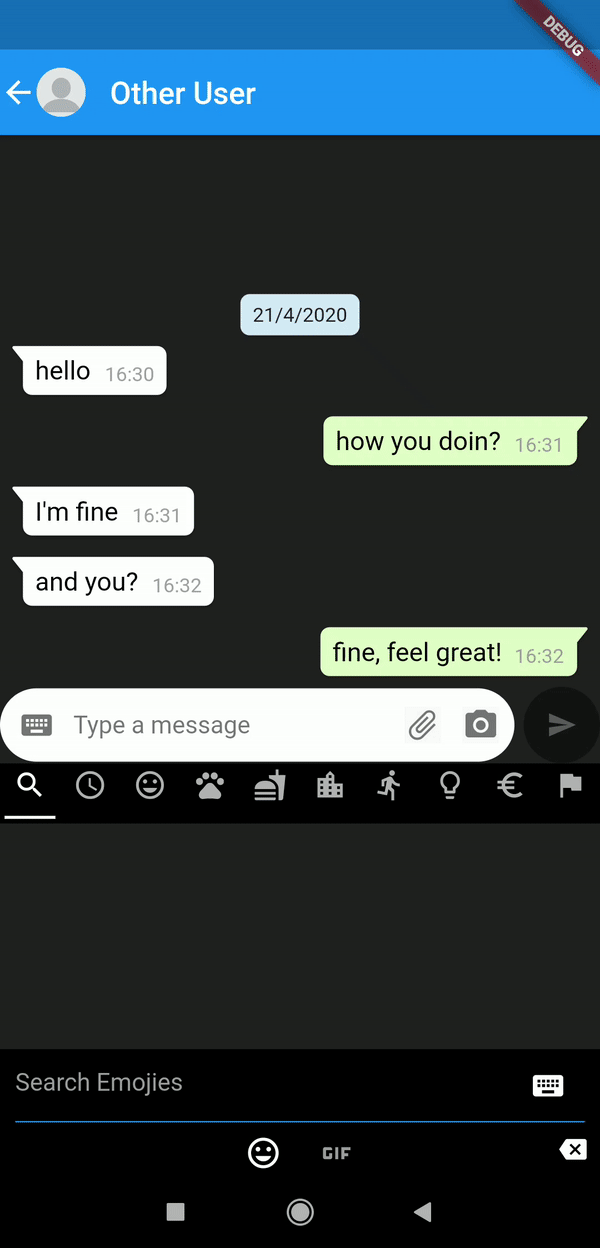 DEBUG
Other User
21/4/2020
hello 16:30
how you doin? 16:31
I'm fine 16:31
and you? 16:32
fine, feel great! 16:32
Type a message
Search Emojies
GIF